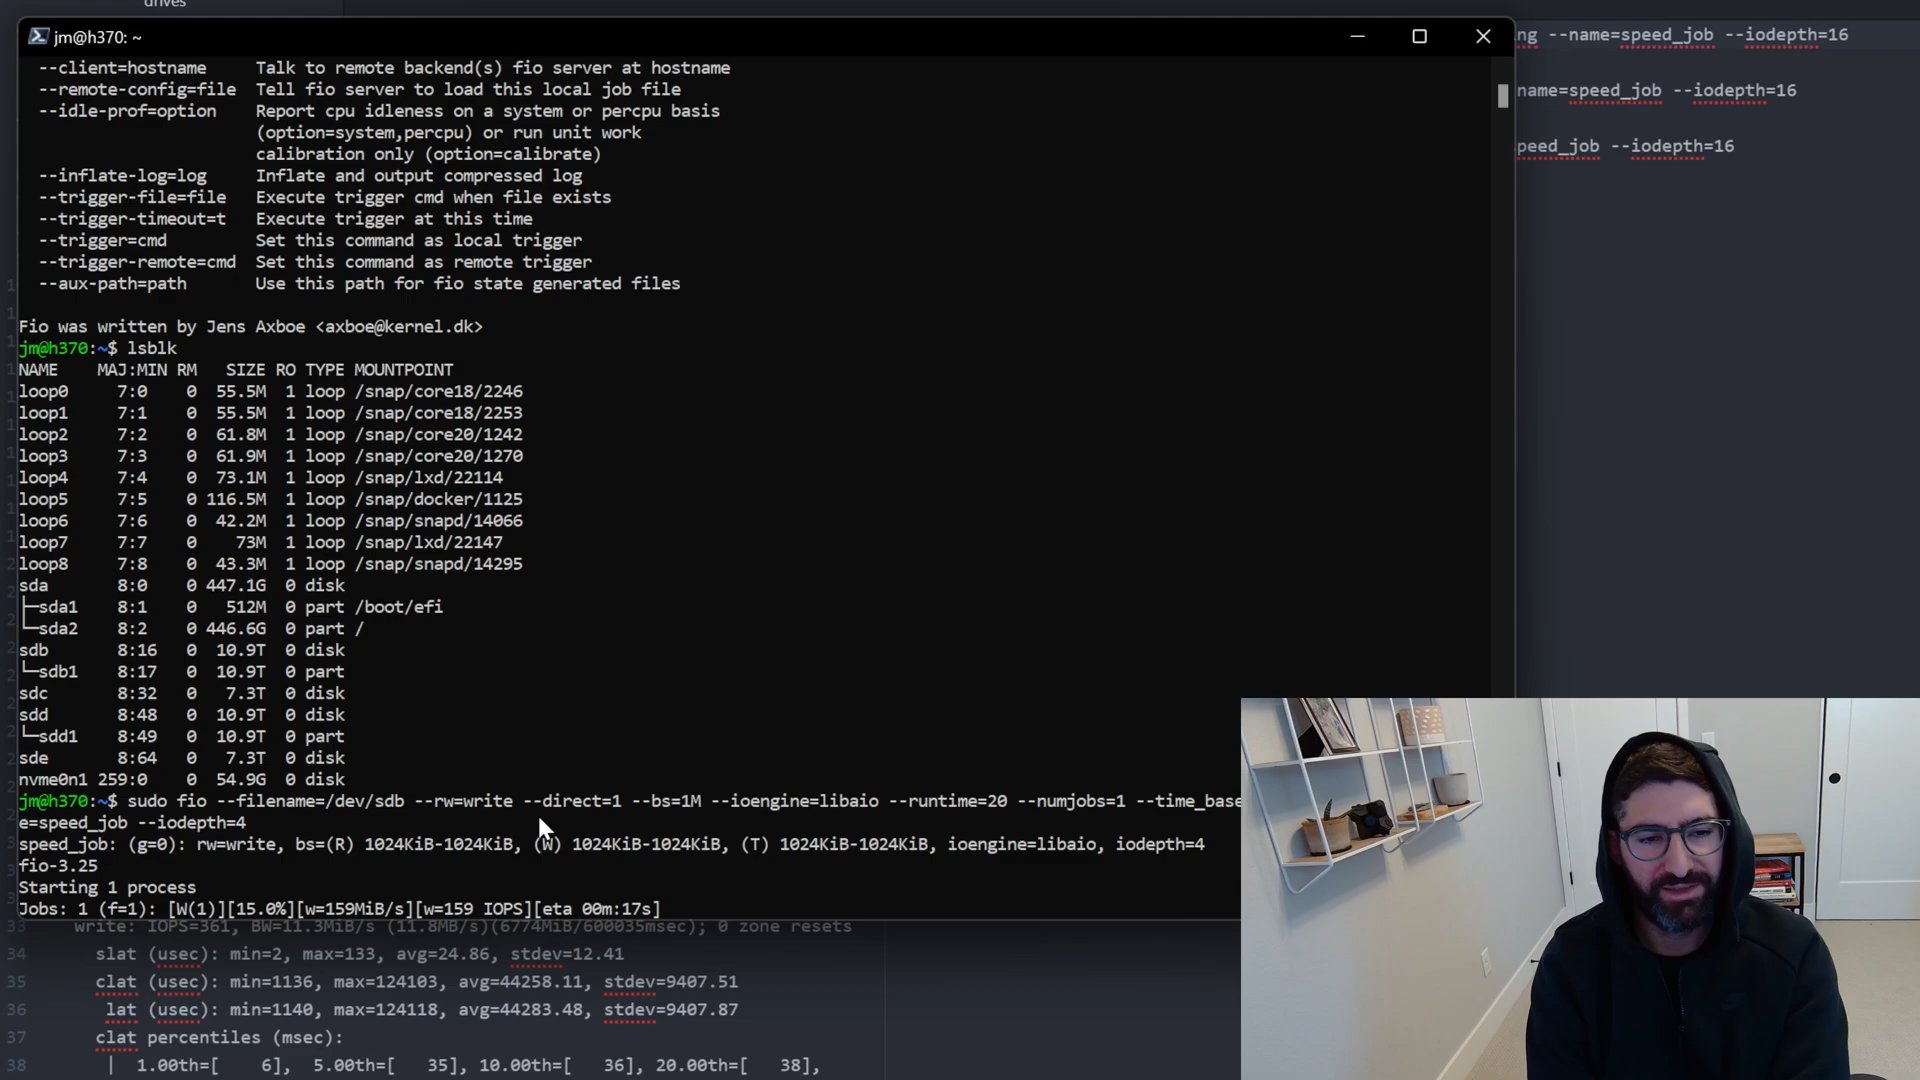 drives
jm@h370: ~
ng --name=speed_job --iodepth=16
name=speed_job --iodepth=16
peed_job --iodepth=16
--client=hostname Talk to remote backend(s) fio server at hostname
--remote-config=file Tell fio server to load this local job file
--idle-prof=option Report cpu idleness on a system or percpu basis
(option=system,percpu) or run unit work
calibration only (option=calibrate)
--inflate-log=log Inflate and output compressed log
--trigger-file=file Execute trigger cmd when file exists
--trigger-timeout=t Execute trigger at this time
--trigger=cmd Set this command as local trigger
--trigger-remote=cmd Set this command as remote trigger
--aux-path=path Use this path for fio state generated files
Fio was written by Jens Axboe <axboe@kernel.dk>
jm@h370:~$ lsblk
NAME MAJ:MIN RM SIZE RO TYPE MOUNTPOINT
loop0 7:0 0 55.5M 1 loop /snap/core18/2246
loop1 7:1 0 55.5M 1 loop /snap/core18/2253
loop2 7:2 0 61.8M 1 loop /snap/core20/1242
loop3 7:3 0 61.9M 1 loop /snap/core20/1270
loop4 7:4 0 73.1M 1 loop /snap/lxd/22114
loop5 7:5 0 116.5M 1 loop /snap/docker/1125
loop6 7:6 0 42.2M 1 loop /snap/snapd/14066
loop7 7:7 0 73M 1 loop /snap/lxd/22147
loop8 7:8 0 43.3M 1 loop /snap/snapd/14295
sda 8:0 0 447.1G 0 disk
├─sda1 8:1 0 512M 0 part /boot/efi
└─sda2 8:2 0 446.6G 0 part /
sdb 8:16 0 10.9T 0 disk
└─sdb1 8:17 0 10.9T 0 part
sdc 8:32 0 7.3T 0 disk
sdd 8:48 0 10.9T 0 disk
└─sdd1 8:49 0 10.9T 0 part
sde 8:64 0 7.3T 0 disk
nvme0n1 259:0 0 54.9G 0 disk
jm@h370:~$ sudo fio --filename=/dev/sdb --rw=write --direct=1 --bs=1M --ioengine=libaio --runtime=20 --numjobs=1 --time_base
e=speed_job --iodepth=4
speed_job: (g=0): rw=write, bs=(R) 1024KiB-1024KiB, (W) 1024KiB-1024KiB, (T) 1024KiB-1024KiB, ioengine=libaio, iodepth=4
fio-3.25
Starting 1 process
Jobs: 1 (f=1): [W(1)][15.0%][w=159MiB/s][w=159 IOPS][eta 00m:17s]
33 write: IOPS=361, BW=11.3MiB/s (11.8MB/s)(6774MiB/600035msec); 0 zone resets
34 slat (usec): min=2, max=133, avg=24.86, stdev=12.41
35 clat (usec): min=1136, max=124103, avg=44258.11, stdev=9407.51
36 lat (usec): min=1140, max=124118, avg=44283.48, stdev=9407.87
37 clat percentiles (msec):
38 | 1.00th=[ 6], 5.00th=[ 35], 10.00th=[ 36], 20.00th=[ 38],